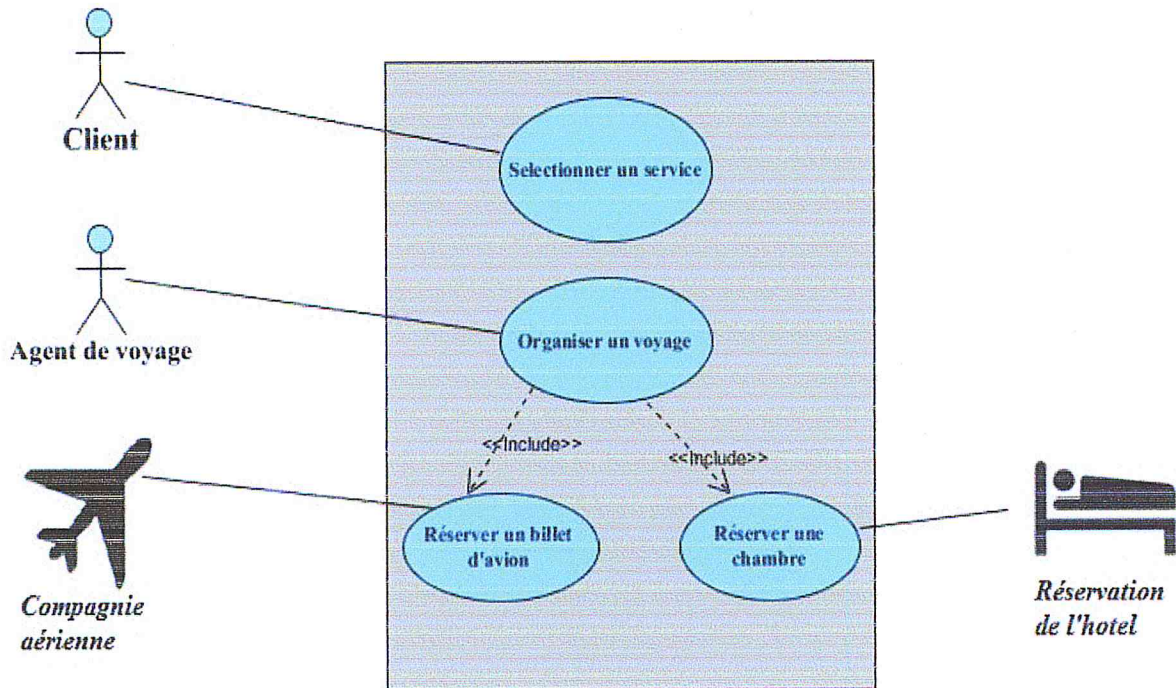 Client
Selectionner un service
Agent de voyage
Organiser un voyage
<<Include>>
<<Include>>
Réserver un billet
d'avion
Réserver une
chambre
Compagnie
aérienne
Réservation
de l'hotel